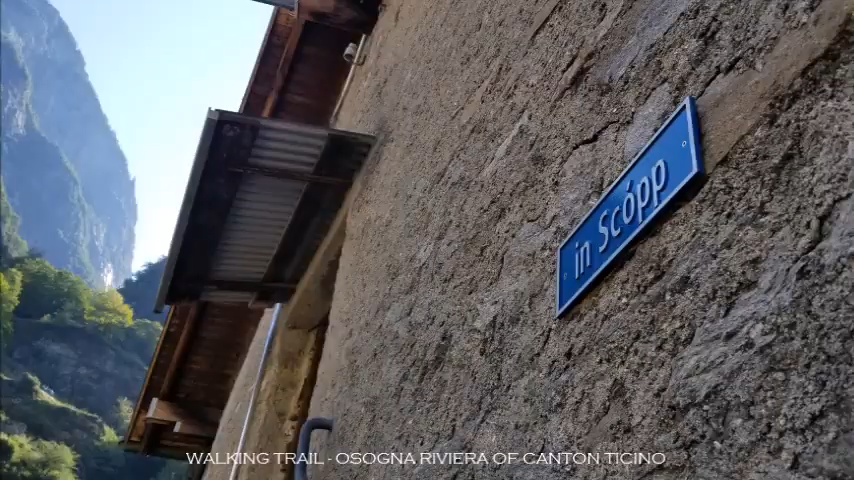 in Scópp
WALKING TRAIL - OSOGNA RIVIERA OF CANTON TICINO